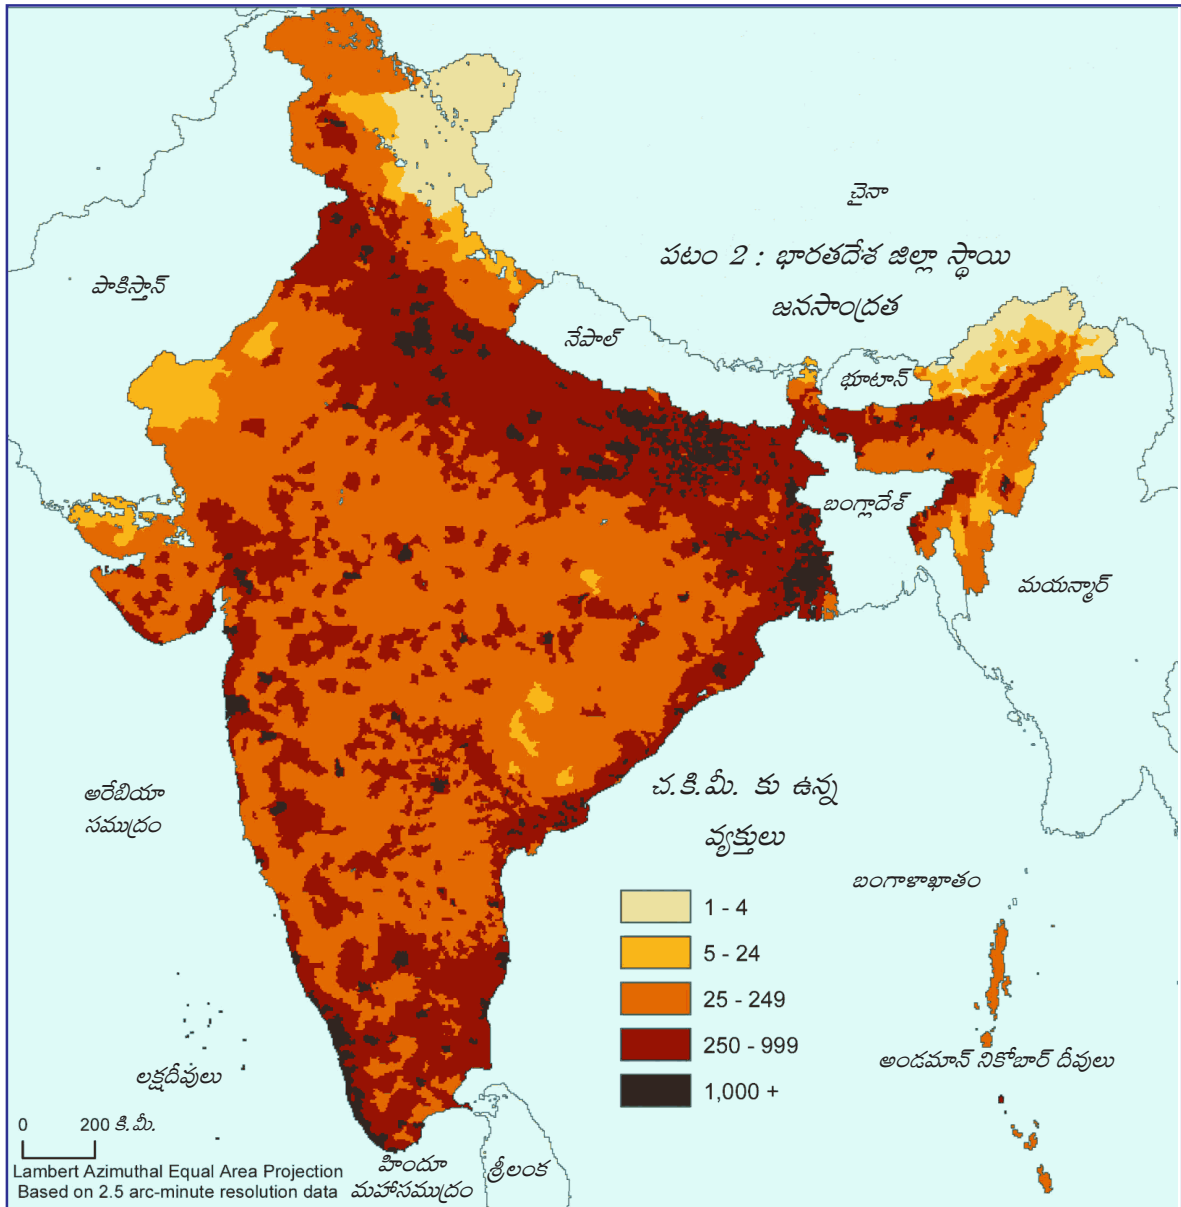 చైనా
పటం 2 : భారతదేశ జిల్లా స్థాయి
జనసాంద్రత
పాకిస్తాన్
నేపాల్
భూటాన్
బంగ్లాదేశ్
మయన్మార్
అరేబియా
సముద్రం
చ.కి.మీ. కు ఉన్న
వ్యక్తులు
బంగాళాఖాతం
1 - 4
5 - 24
25 - 249
250 - 999
1,000 +
అండమాన్ నికోబార్ దీవులు
లక్షదీవులు
0 200 కి.మీ.
Lambert Azimuthal Equal Area Projection
Based on 2.5 arc-minute resolution data
హిందూ
మహాసముద్రం
శ్రీలంక